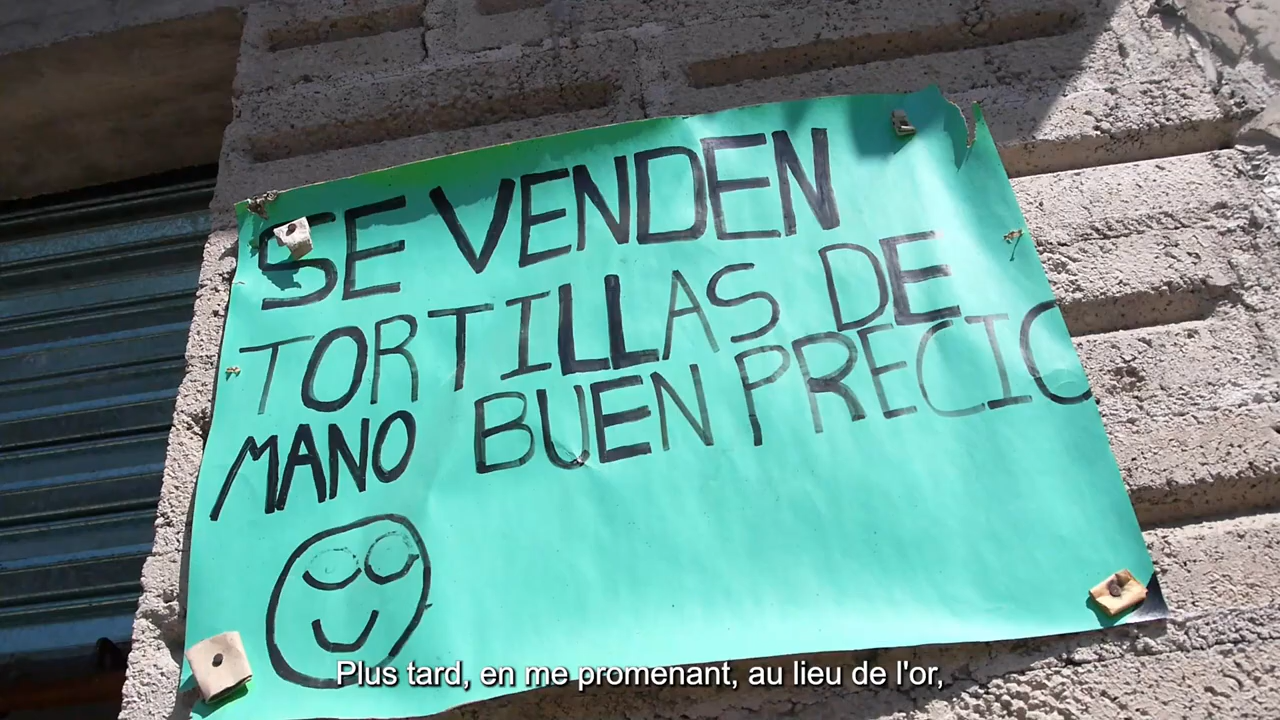 SE VENDEN
TORTILLAS DE
MANO BUEN PRECIO
Plus tard, en me promenant, au lieu de l'or,